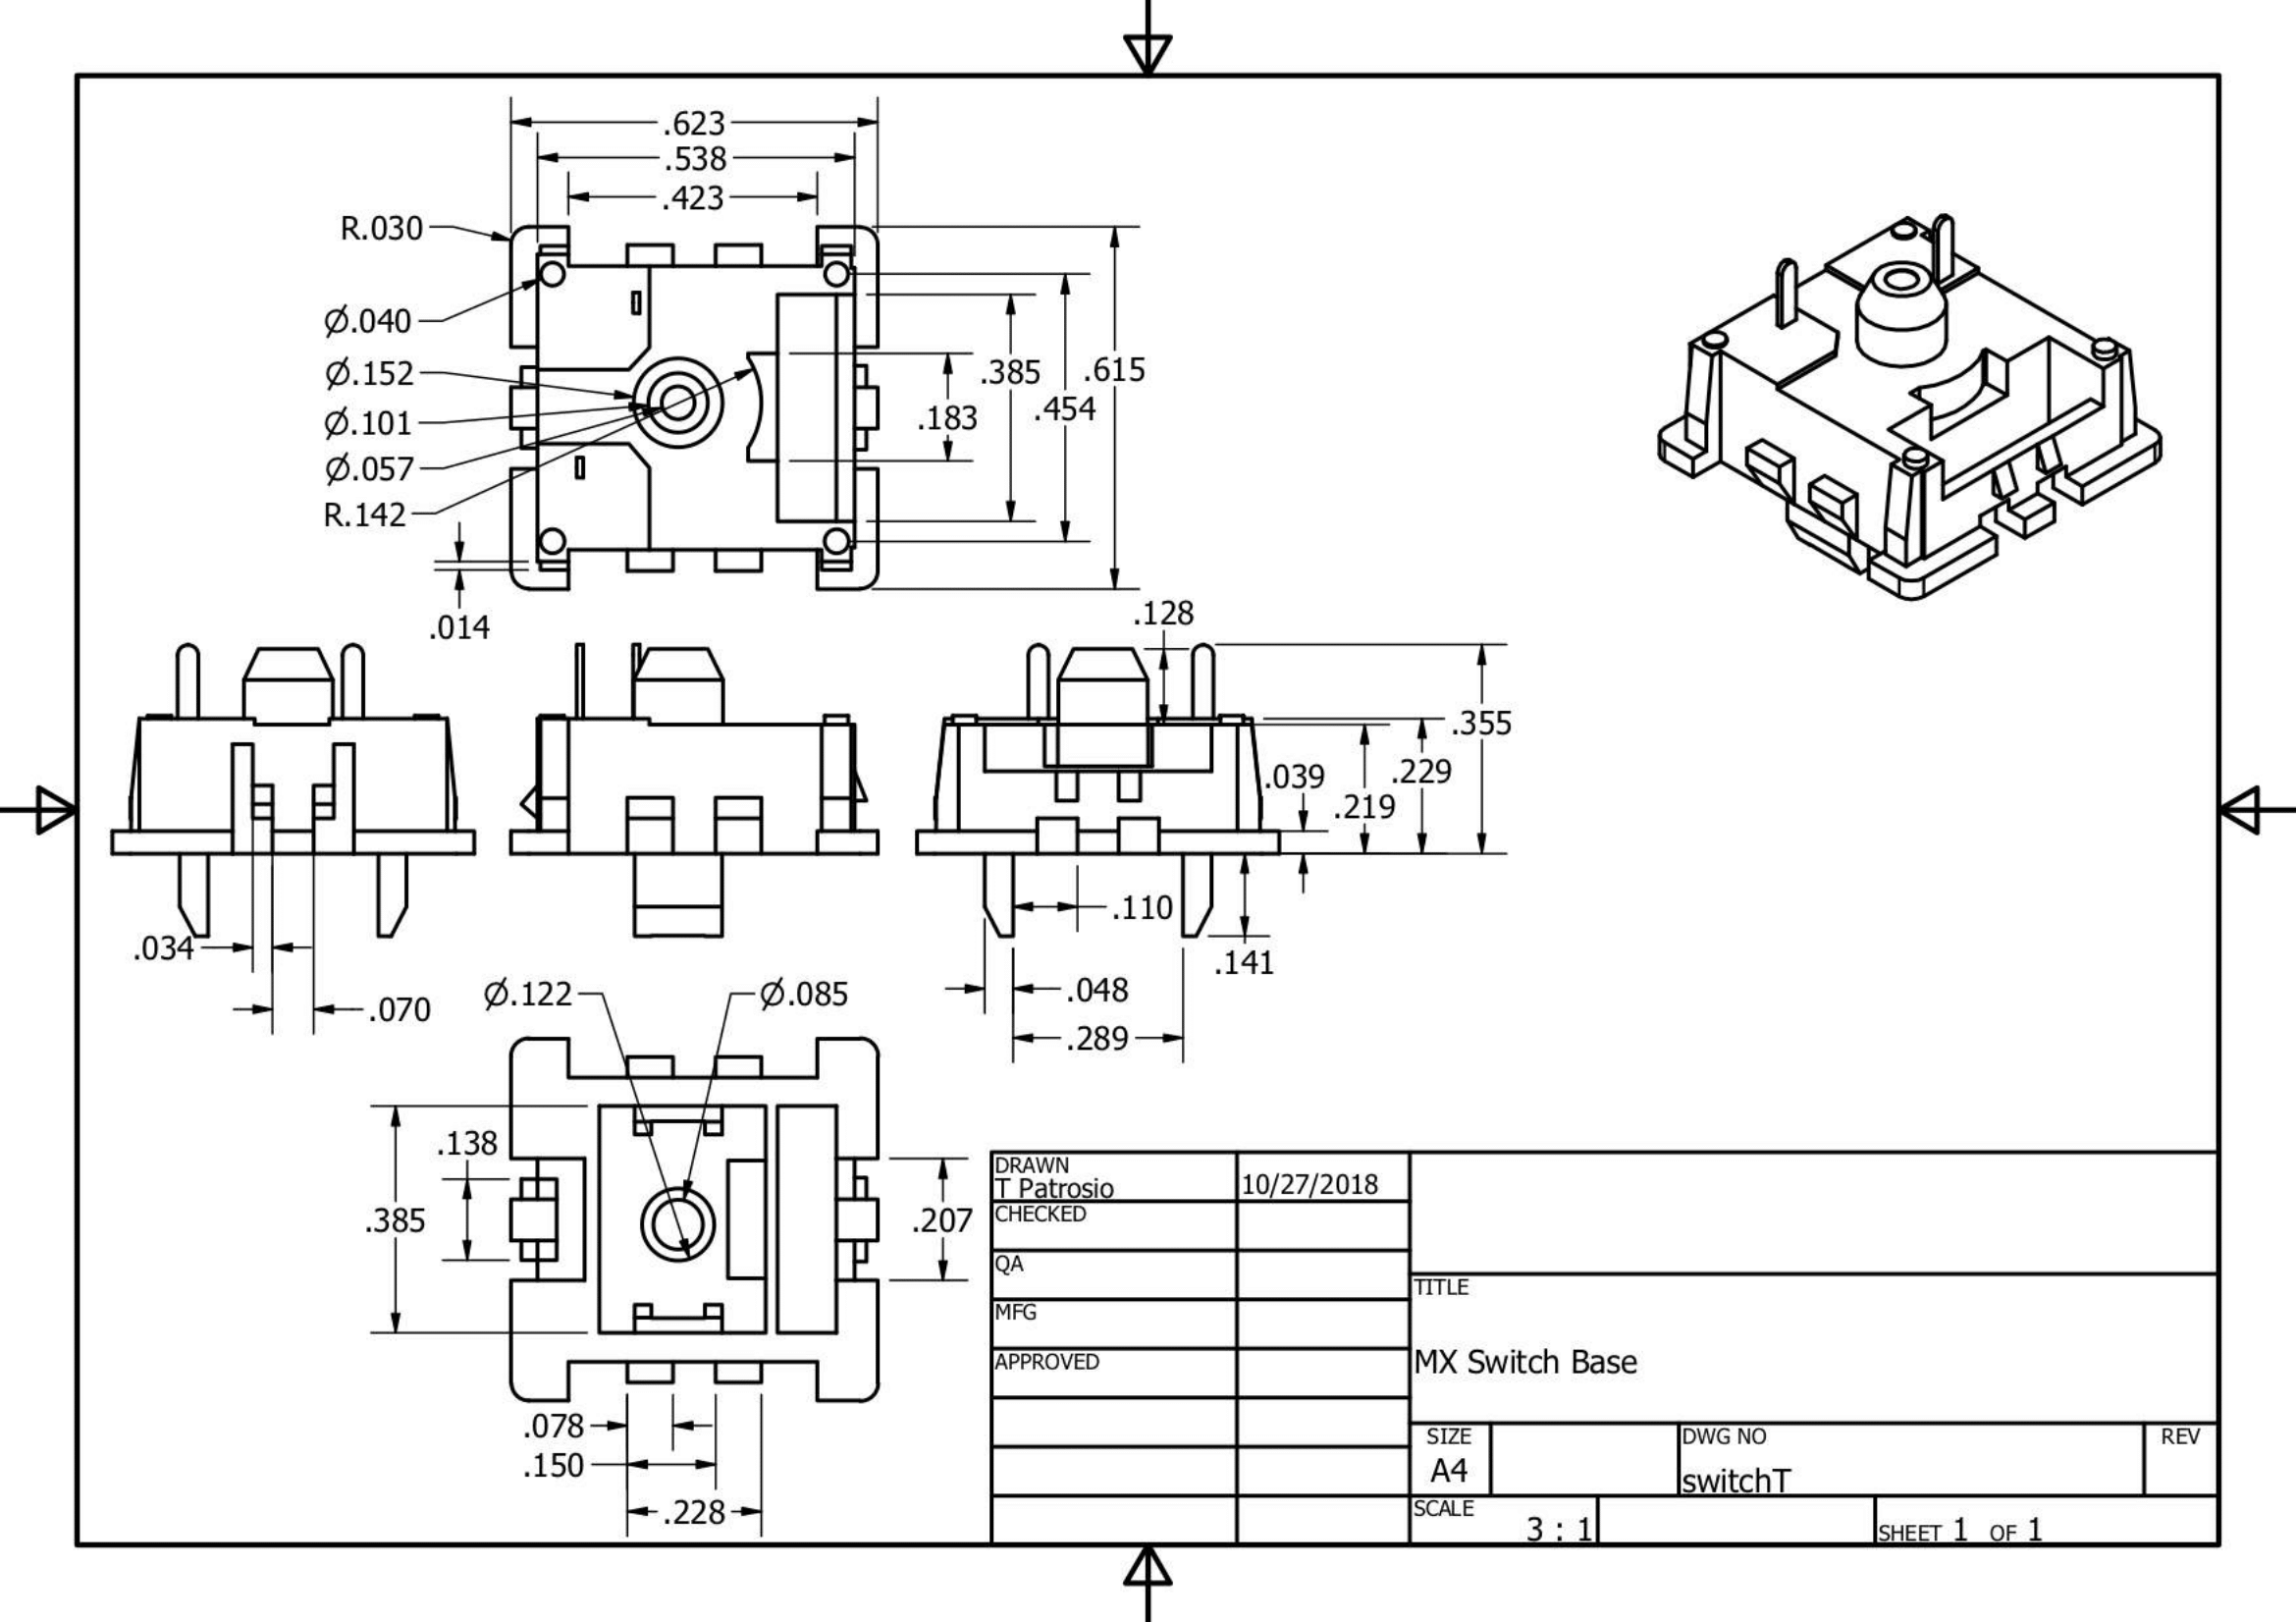 .623
.538
.423
R.030
Ø.040
Ø.152
Ø.101
Ø.057
R.142
.014
.183
.385
.454
.615
.128
.355
.229
.219
.039
.110
.141
.048
.289
.034
.070
Ø.122
Ø.085
.138
.385
.207
.078
.150
.228
DRAWN
T Patrosio
10/27/2018
CHECKED
QA
MFG
APPROVED
TITLE
MX Switch Base
SIZE
A4
DWG NO
switchT
REV
SCALE
3 : 1
SHEET 1 OF 1